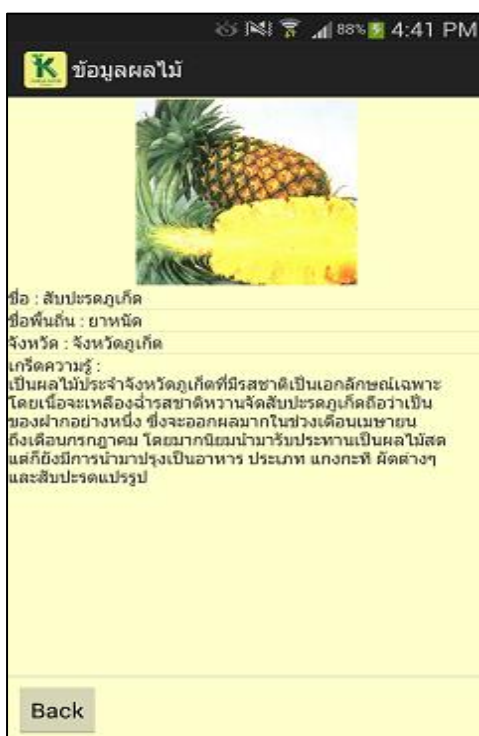 88% 4:41 PM
ข้อมูลผลไม้
ชื่อ : สับปะรดภูเก็ต
ชื่อพื้นถิ่น : ยาหนัด
จังหวัด : จังหวัดภูเก็ต
เกร็ดความรู้ :
เป็นผลไม้ประจำจังหวัดภูเก็ตที่มีรสชาติเป็นเอกลักษณ์เฉพาะ
โดยเนื้อจะเหลืองฉ่ำรสชาติหวานจัดสับปะรดภูเก็ตถือว่าเป็น
ของฝากอย่างหนึ่ง ซึ่งจะออกผลมากในช่วงเดือนเมษายน
ถึงเดือนกรกฎาคม โดยมากนิยมนำมารับประทานเป็นผลไม้สด
แต่ก็ยังมีการนำมาปรุงเป็นอาหาร ประเภท แกงกะทิ ผัดต่างๆ
และสับปะรดแปรรูป
Back